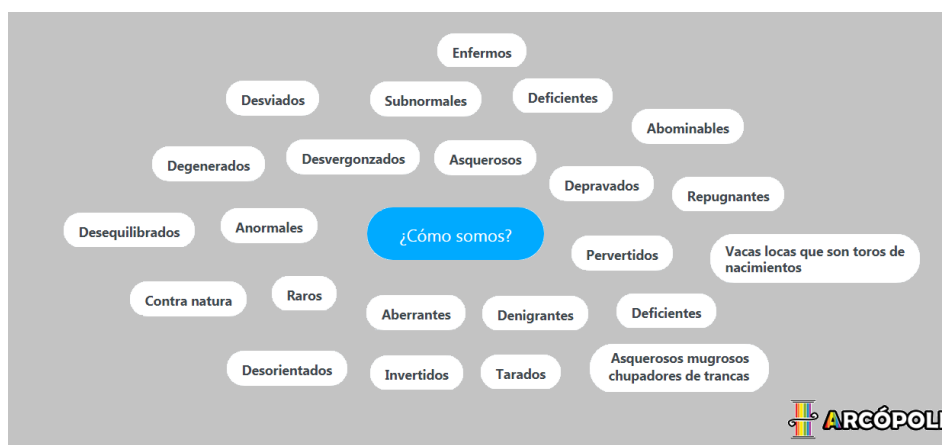 Enfermos
Desviados
Subnormales
Deficientes
Abominables
Degenerados
Desvergonzados
Asquerosos
Depravados
Repugnantes
Desequilibrados
Anormales
¿Cómo somos?
Pervertidos
Vacas locas que son toros de
nacimientos
Contra natura
Raros
Aberrantes
Denigrantes
Deficientes
Desorientados
Invertidos
Tarados
Asquerosos mugrosos
chupadores de trancas
ARCÓPOLI